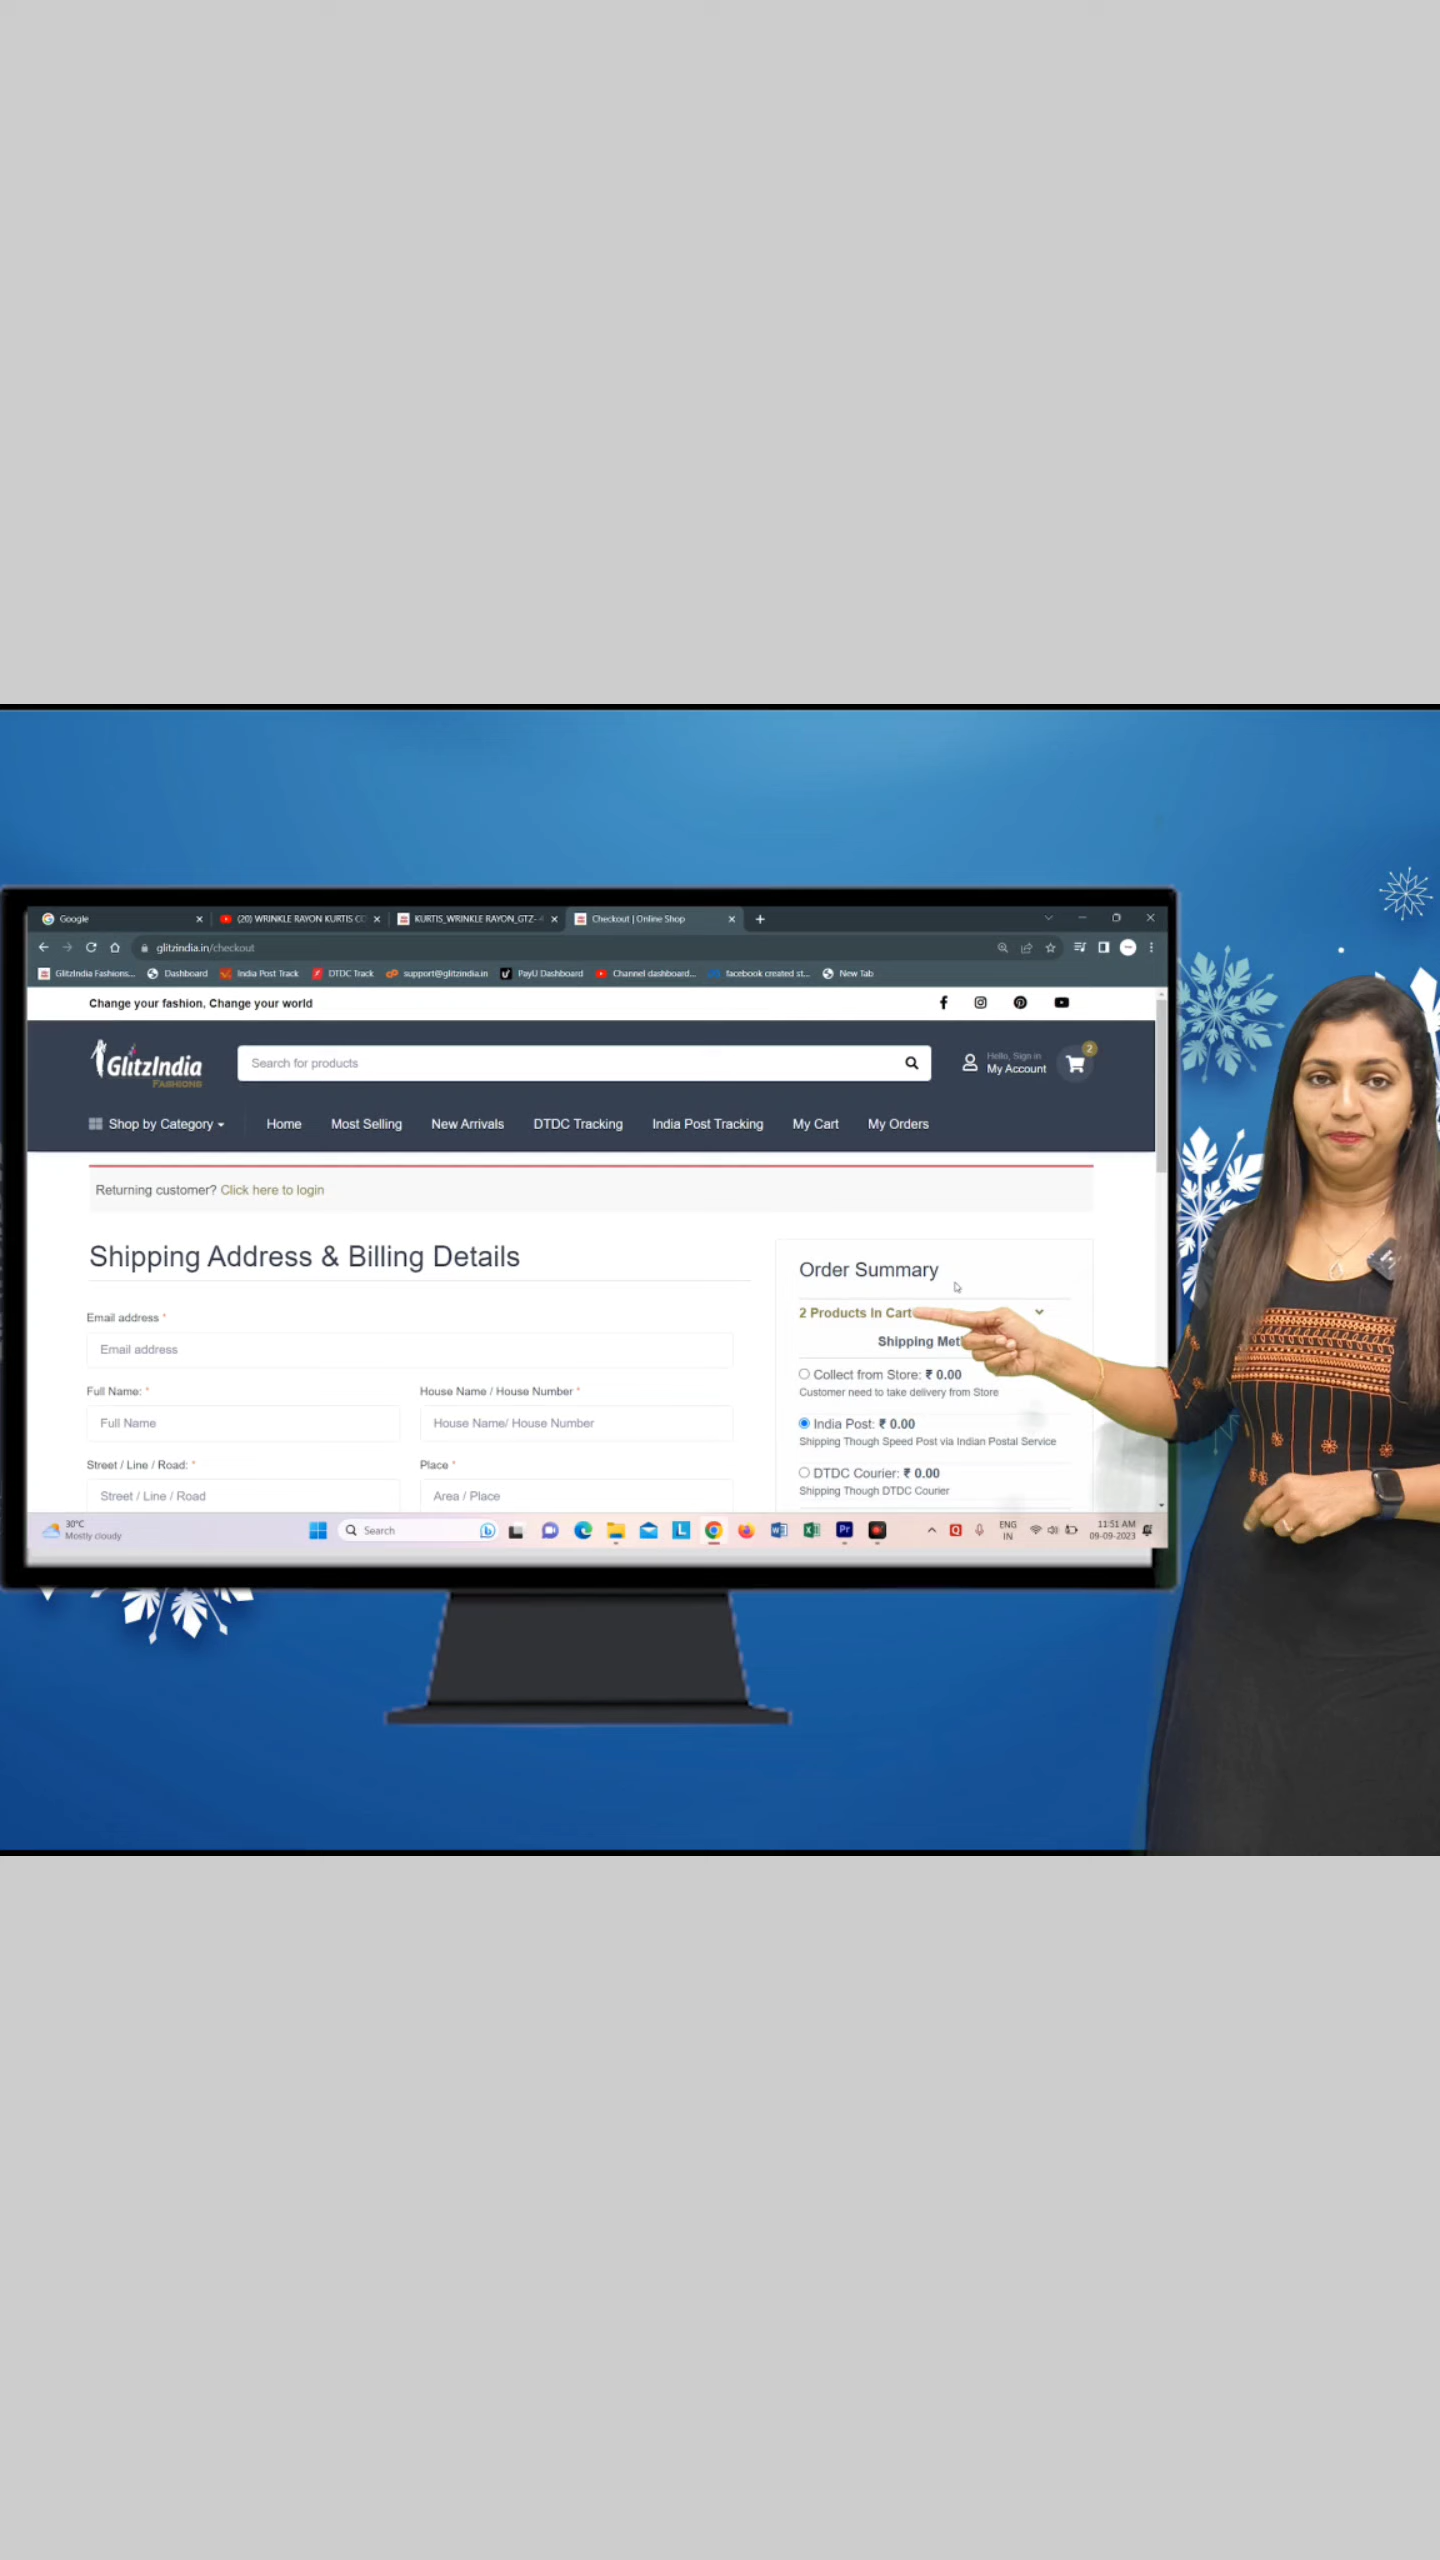 Google
(20) WRINKLE RAYON KURTIS CO
KURTIS_WRINKLE RAYON_GTZ-
Checkout | Online Shop
glitzindia.in/checkout
GlitzIndia Fashions...
Dashboard
India Post Track
DTDC Track
support@glitzindia.in
PayU Dashboard
Channel dashboard...
facebook created st...
New Tab
Change your fashion, Change your world
GlitzIndia
FASHIONS
Search for products
Hello, Sign in
My Account
2
Shop by Category
Home
Most Selling
New Arrivals
DTDC Tracking
India Post Tracking
My Cart
My Orders
Returning customer? Click here to login
Shipping Address & Billing Details
Email address *
Email address
Full Name: *
House Name / House Number *
Full Name
House Name/ House Number
Street / Line / Road: *
Place *
Street / Line / Road
Area / Place
Order Summary
2 Products In Cart
Shipping
Collect from Store: ₹ 0.00
Customer need to take delivery from Store
India Post: ₹ 0.00
Shipping Though Speed Post via Indian Postal Service
DTDC Courier: ₹ 0.00
Shipping Though DTDC Courier
30°C
Mostly cloudy
Search
L
Pr
Q
ENG
IN
11:51 AM
09-09-2023